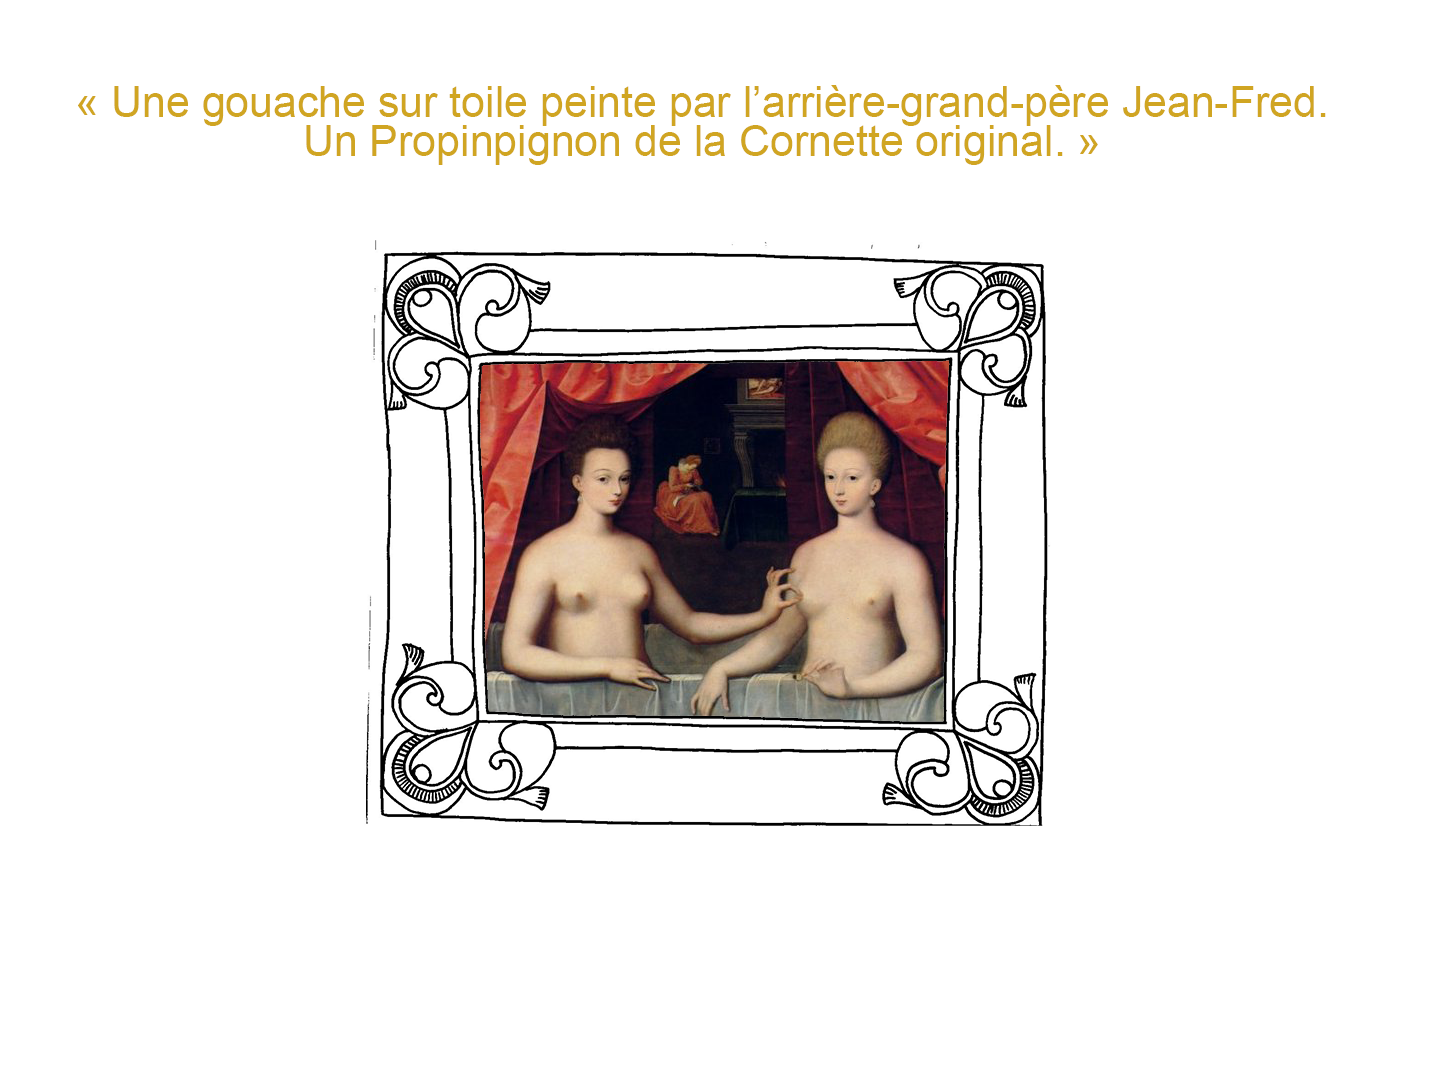 « Une gouache sur toile peinte par l’arrière-grand-père Jean-Fred.
Un Propinpignon de la Cornette original. »